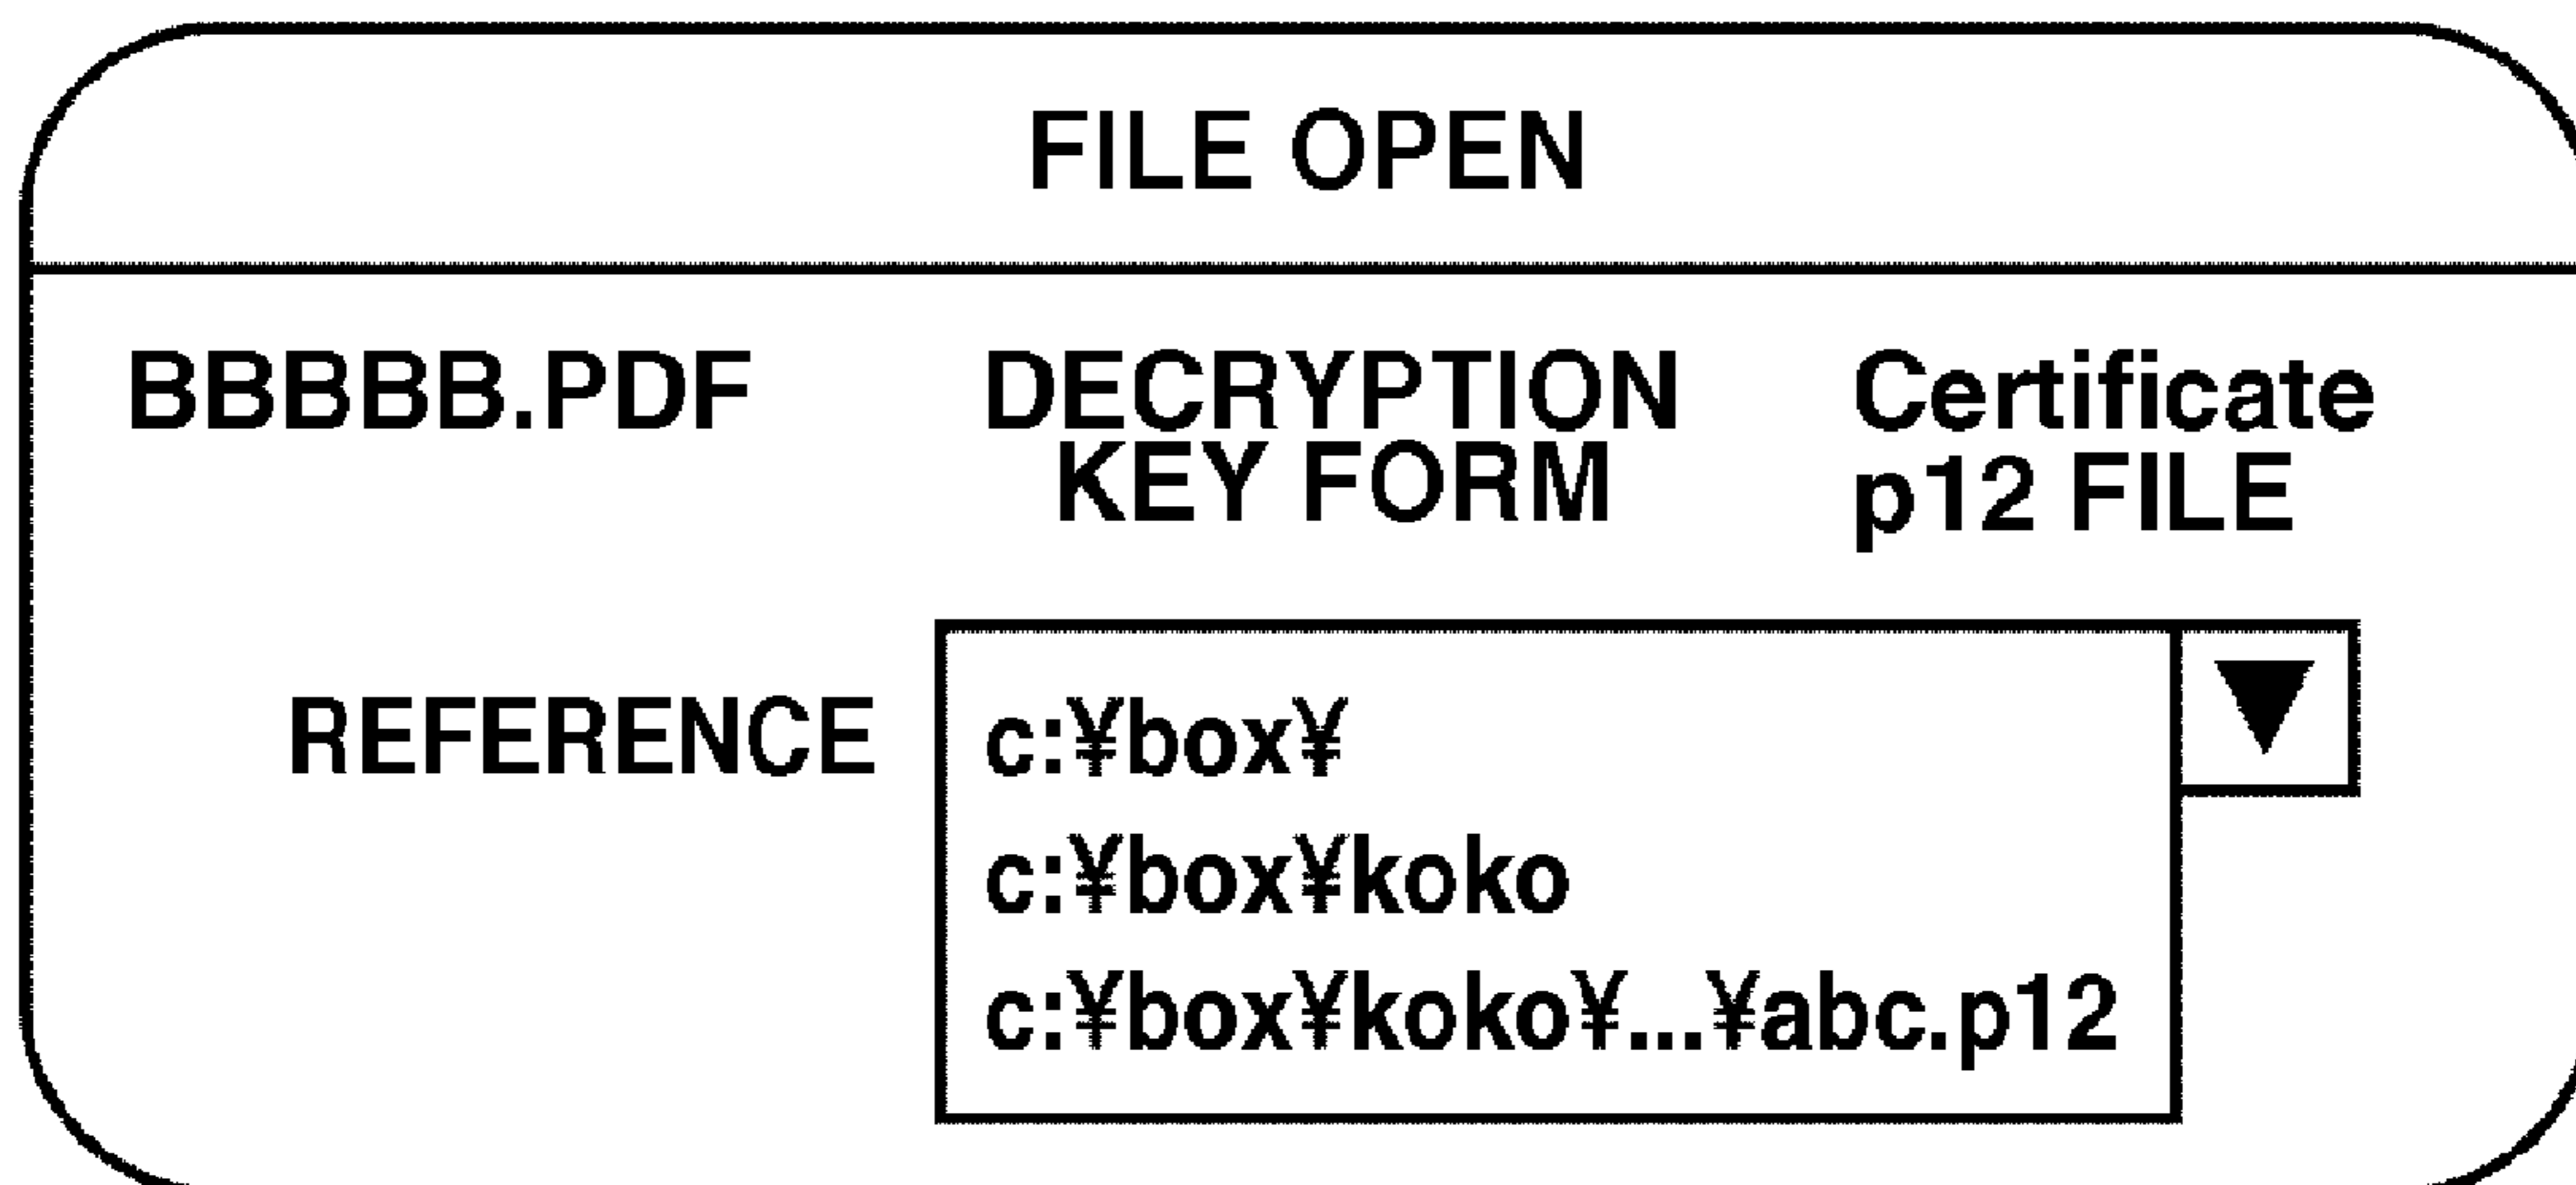 FILE OPEN
BBBBB.PDF DECRYPTION KEY FORM Certificate p12 FILE
REFERENCE c:¥box¥
c:¥box¥koko
c:¥box¥koko¥...¥abc.p12